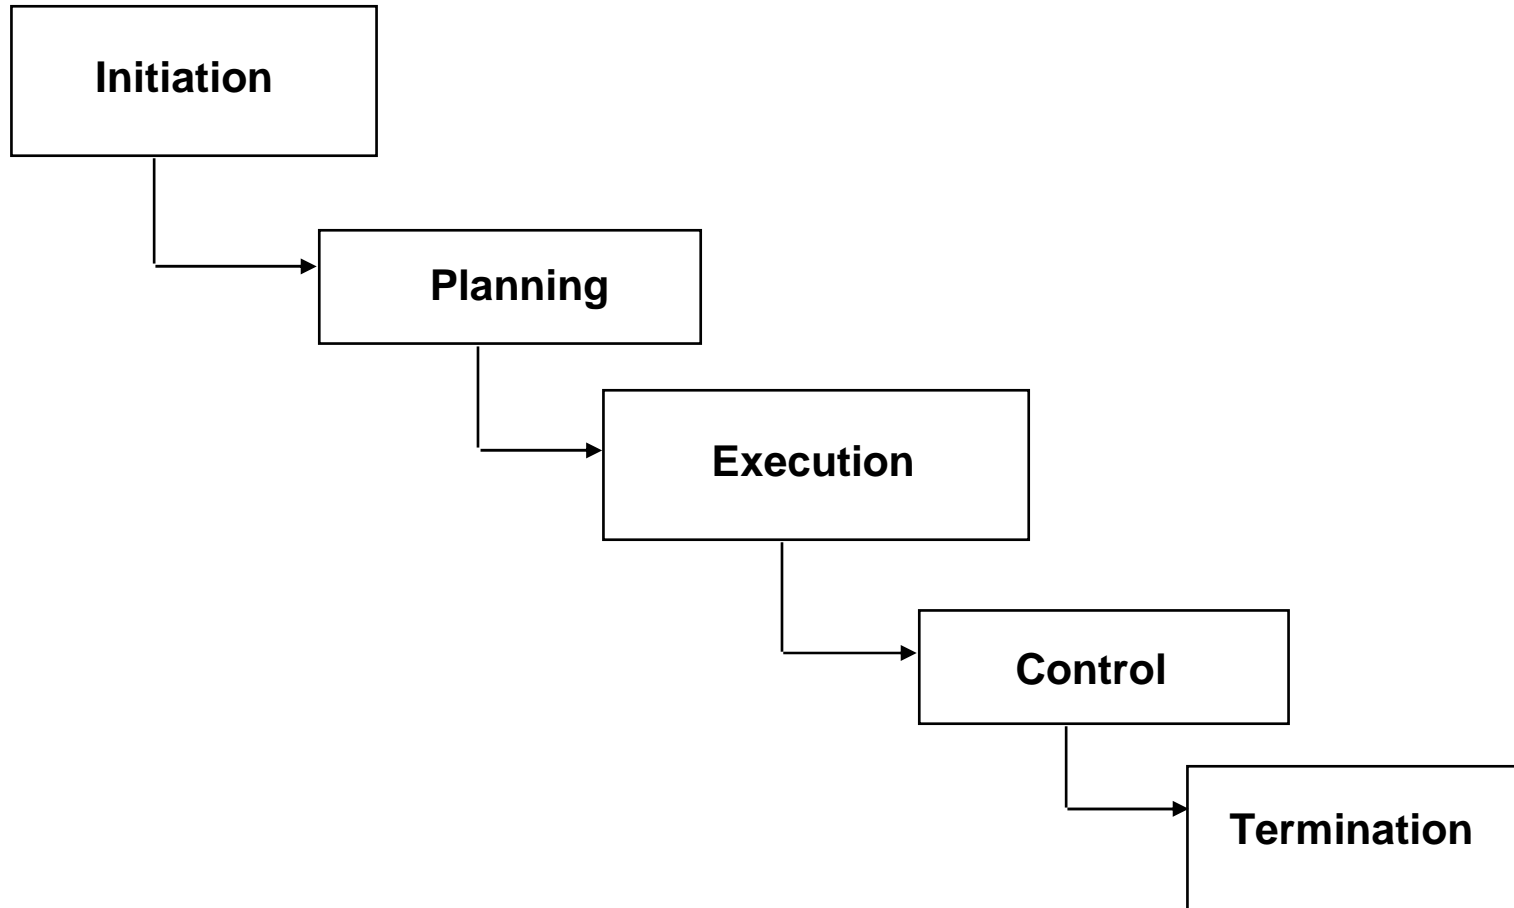 Initiation
Planning
Execution
Control
Termination